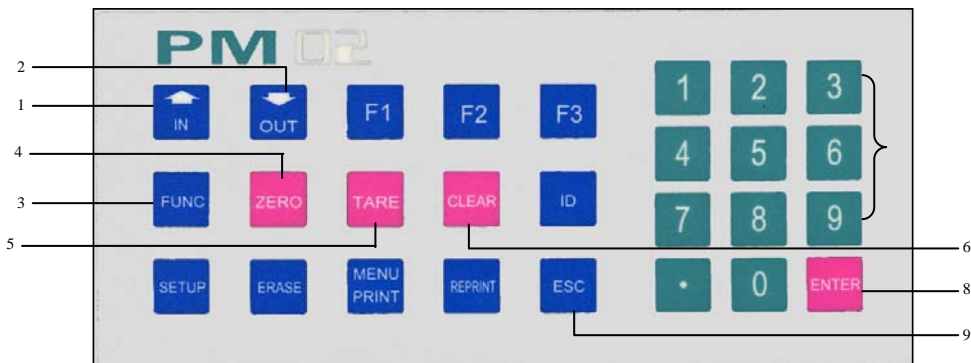 PM 02
2
1
IN
OUT
F1
F2
F3
1 2 3
4
4 5 6
3
FUNC
ZERO
TARE
CLEAR
ID
7 8 9
5
6
SETUP
ERASE
MENU
PRINT
REPRINT
ESC
. 0 ENTER
8
9